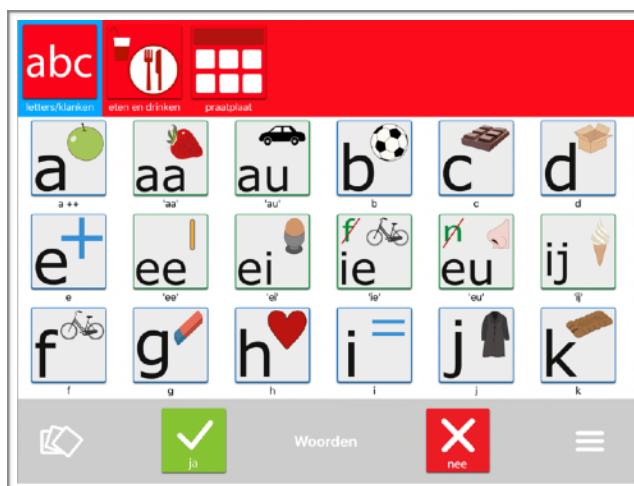 abc
letters/klanken eten en drinken praatplaat
a aa au b c d
a ++ 'aa' 'au' b c d
e ee ei f ie n eu ij
e 'ee' 'ei' 'ie' 'eu' 'ij'
f g h i j k
f g h i j k
Woorden
ja nee